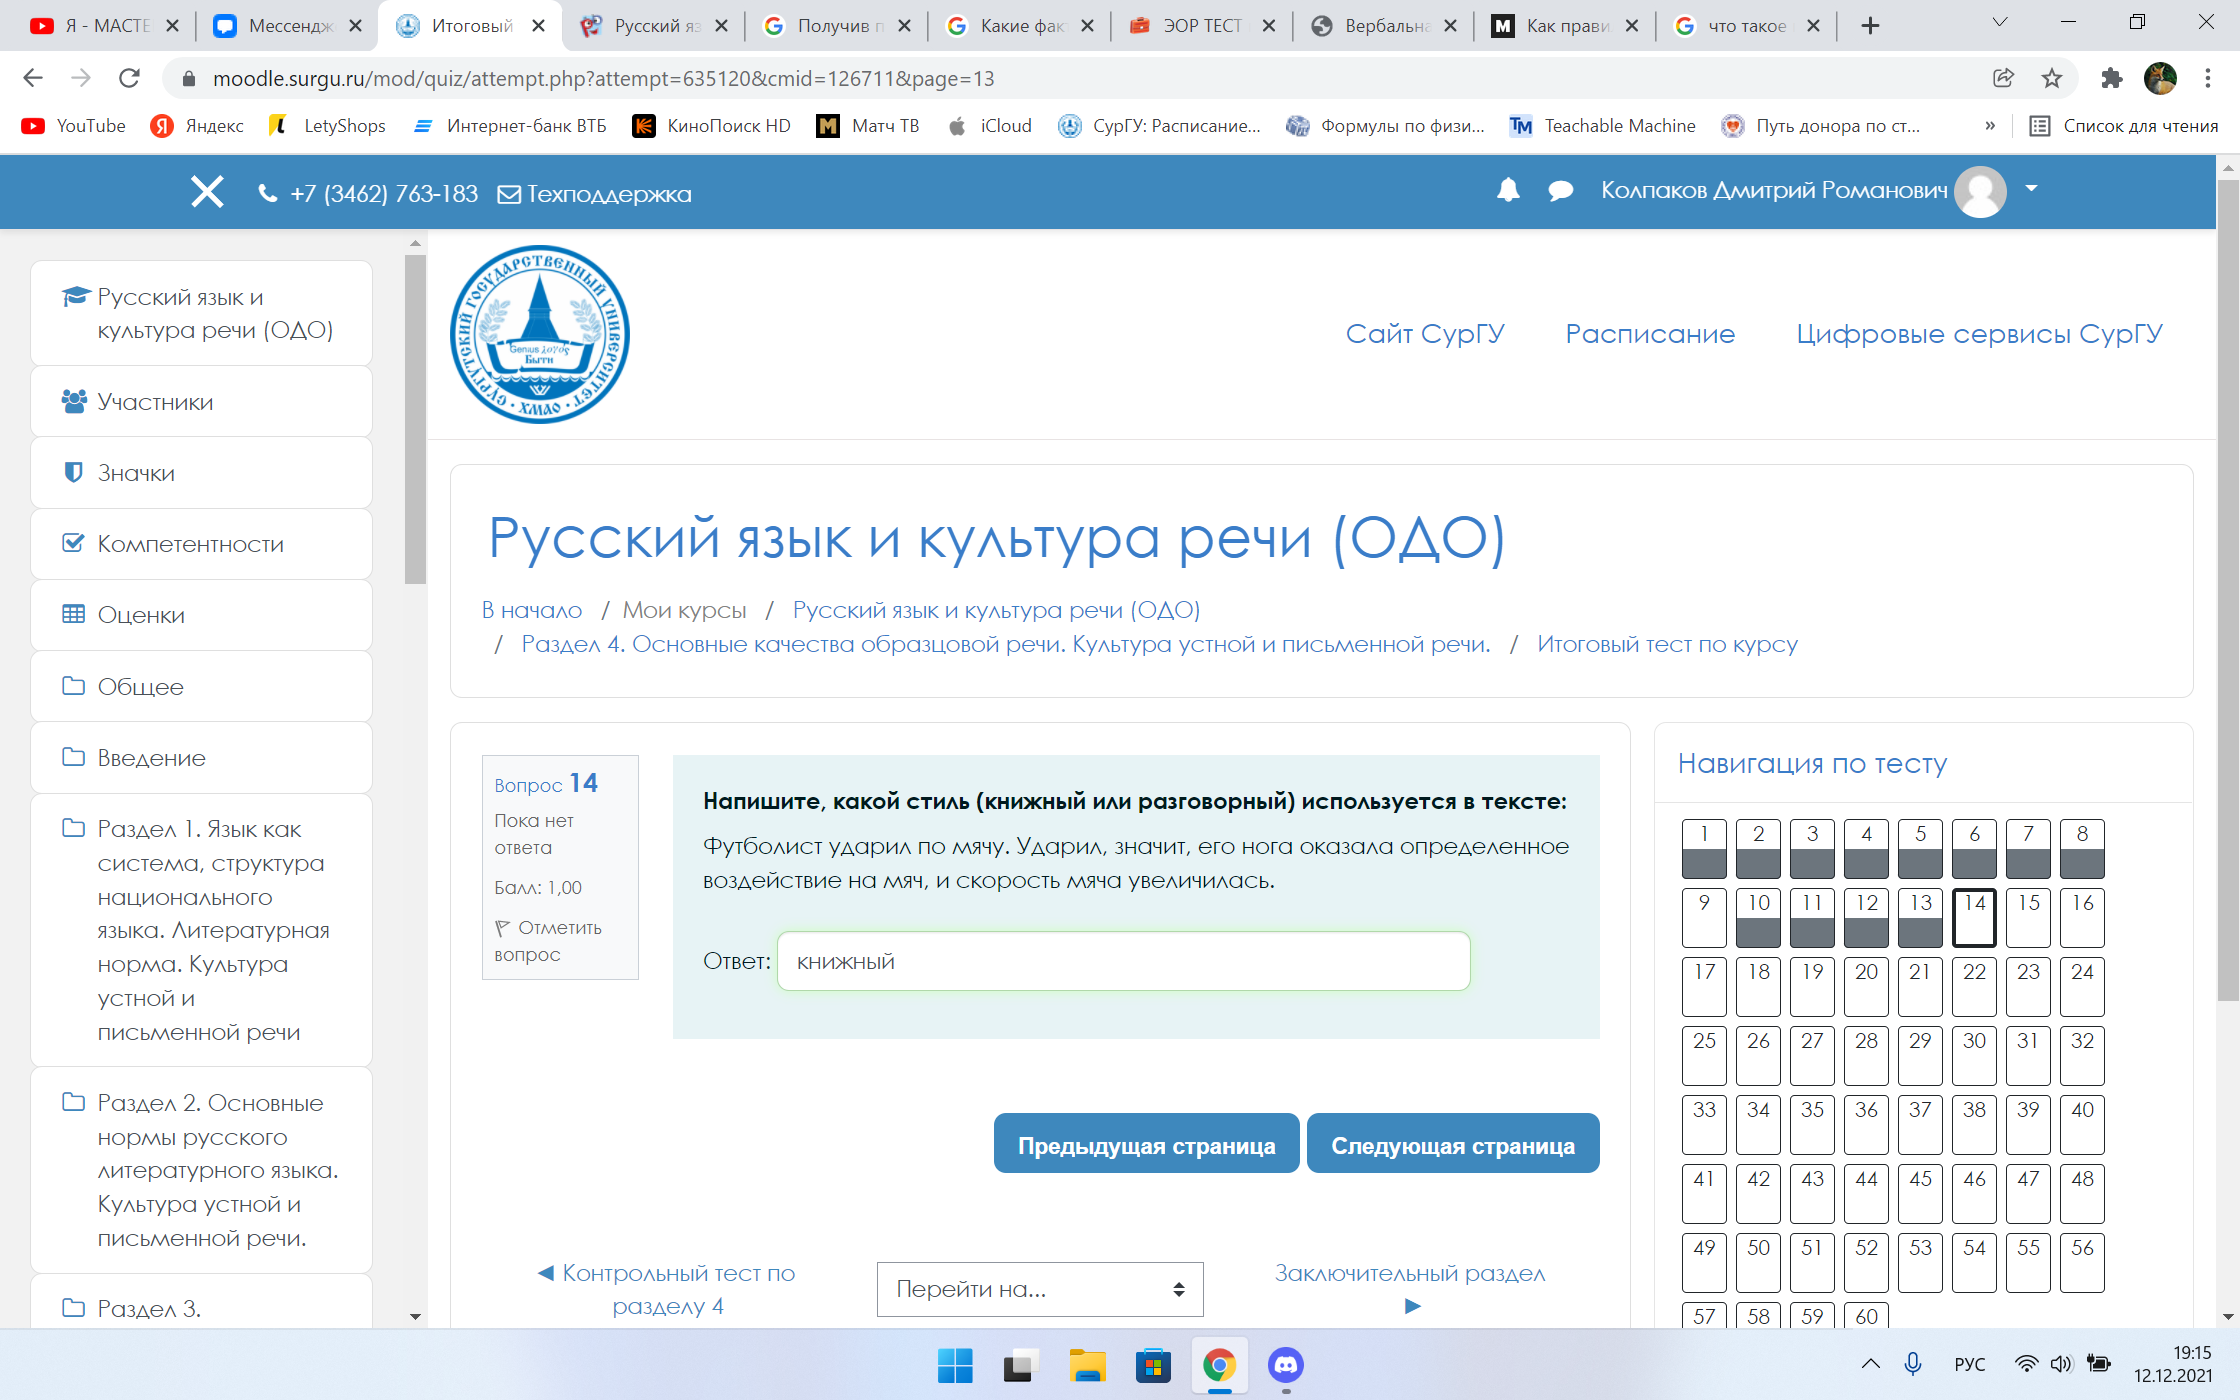 Я - МАСТЕ
Мессендж
Итоговый
Русский яз
Получив п
Какие фак
ЭОР ТЕСТ
Вербальна
Как прави
что такое
moodle.surgu.ru/mod/quiz/attempt.php?attempt=635120&cmid=126711&page=13
YouTube
Яндекс
LetyShops
Интернет-банк ВТБ
КиноПоиск HD
Матч ТВ
iCloud
СурГУ: Расписание...
Формулы по физи...
Teachable Machine
Путь донора по ст...
»
Список для чтения
+7 (3462) 763-183
Техподдержка
Колпаков Дмитрий Романович
Русский язык и
культура речи (ОДО)
Участники
Значки
Компетентности
Оценки
Общее
Введение
Раздел 1. Язык как
система, структура
национального
языка. Литературная
норма. Культура
устной и
письменной речи
Раздел 2. Основные
нормы русского
литературного языка.
Культура устной и
письменной речи.
Раздел 3.
СУРГУТСКИЙ ГОСУДАРСТВЕННЫЙ УНИВЕРСИТЕТ • ХМАО •
Genius λογός
Быти
Сайт СурГУ
Расписание
Цифровые сервисы СурГУ
Русский язык и культура речи (ОДО)
В начало / Мои курсы / Русский язык и культура речи (ОДО)
/ Раздел 4. Основные качества образцовой речи. Культура устной и письменной речи. / Итоговый тест по курсу
Вопрос 14
Пока нет
ответа
Балл: 1,00
Отметить
вопрос
Напишите, какой стиль (книжный или разговорный) используется в тексте:
Футболист ударил по мячу. Ударил, значит, его нога оказала определенное
воздействие на мяч, и скорость мяча увеличилась.
Ответ: книжный
Предыдущая страница
Следующая страница
◄ Контрольный тест по
разделу 4
Перейти на...
Заключительный раздел
►
Навигация по тесту
1 2 3 4 5 6 7 8
9 10 11 12 13 14 15 16
17 18 19 20 21 22 23 24
25 26 27 28 29 30 31 32
33 34 35 36 37 38 39 40
41 42 43 44 45 46 47 48
49 50 51 52 53 54 55 56
57 58 59 60
РУС
19:15
12.12.2021